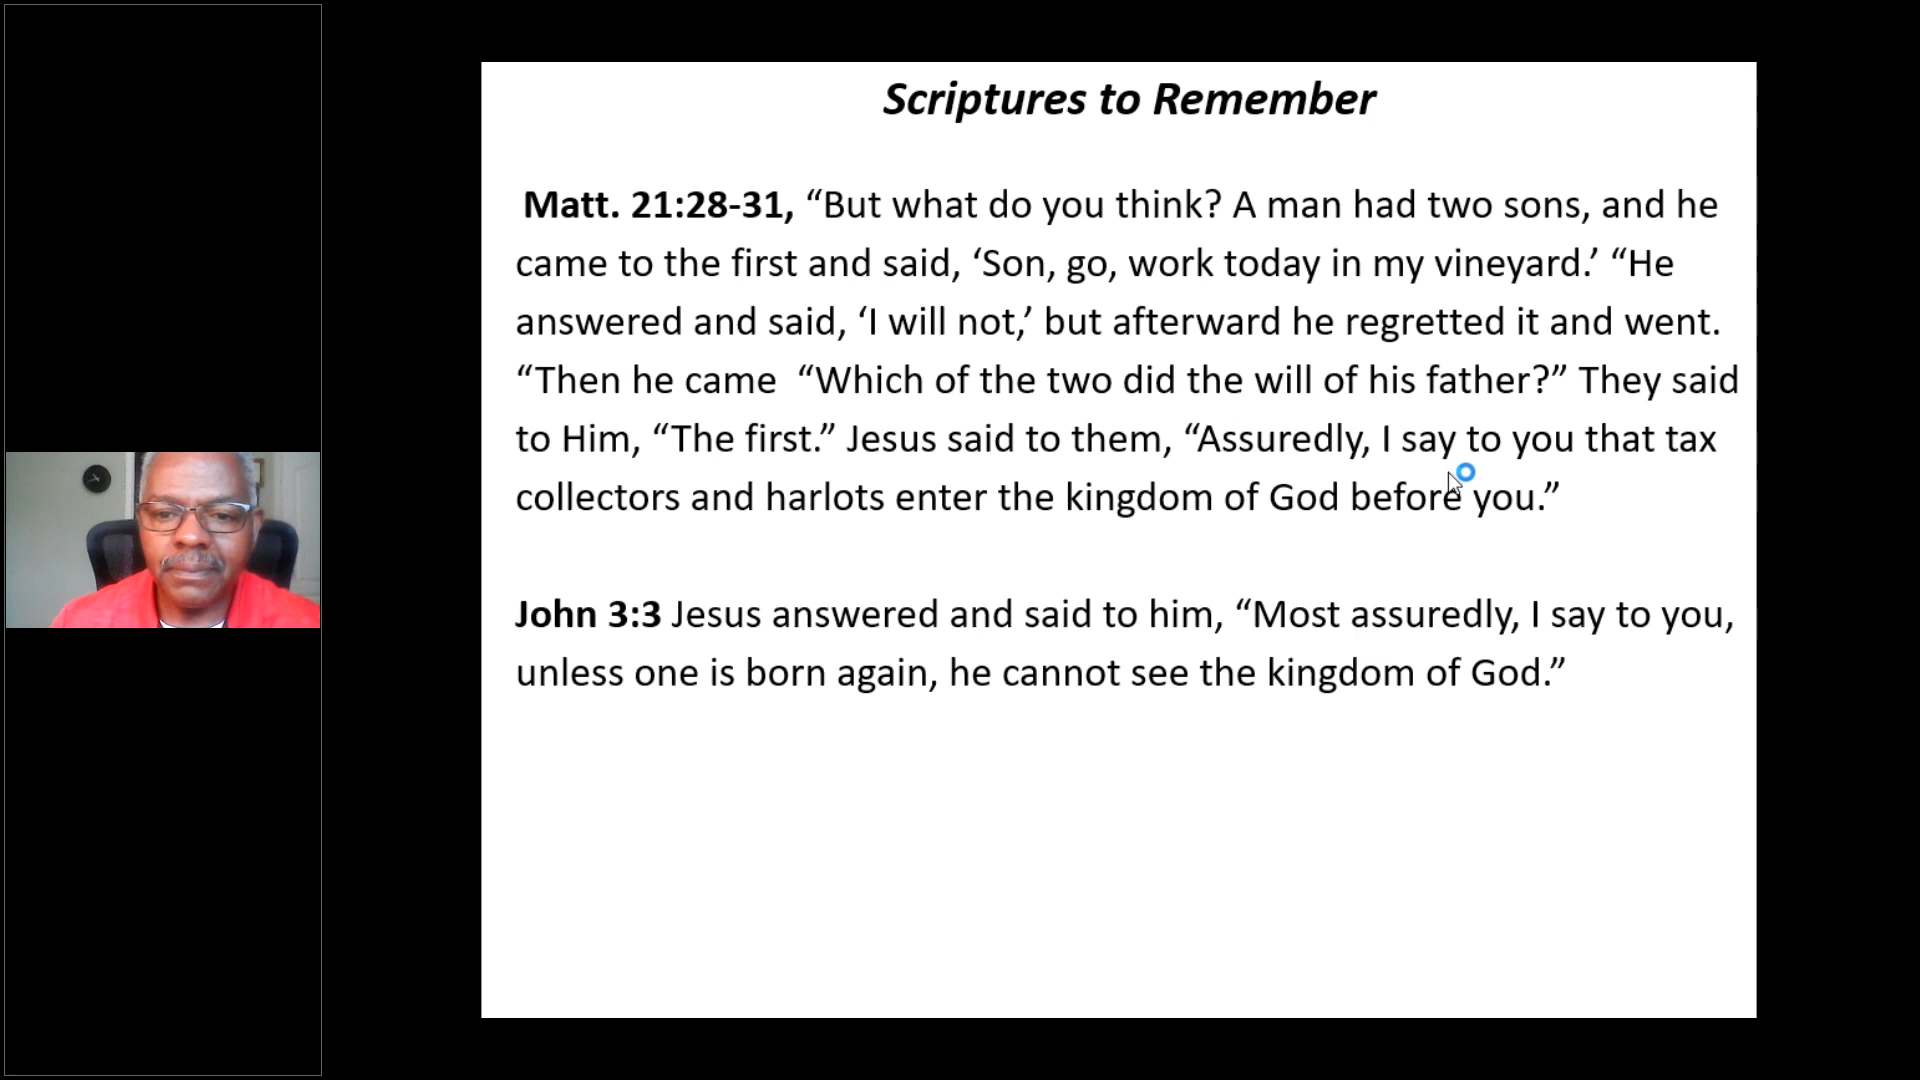 Scriptures to Remember
Matt. 21:28-31, “But what do you think? A man had two sons, and he
came to the first and said, ‘Son, go, work today in my vineyard.’ “He
answered and said, ‘I will not,’ but afterward he regretted it and went.
“Then he came “Which of the two did the will of his father?” They said
to Him, “The first.” Jesus said to them, “Assuredly, I say to you that tax
collectors and harlots enter the kingdom of God before you.”
John 3:3 Jesus answered and said to him, “Most assuredly, I say to you,
unless one is born again, he cannot see the kingdom of God.”